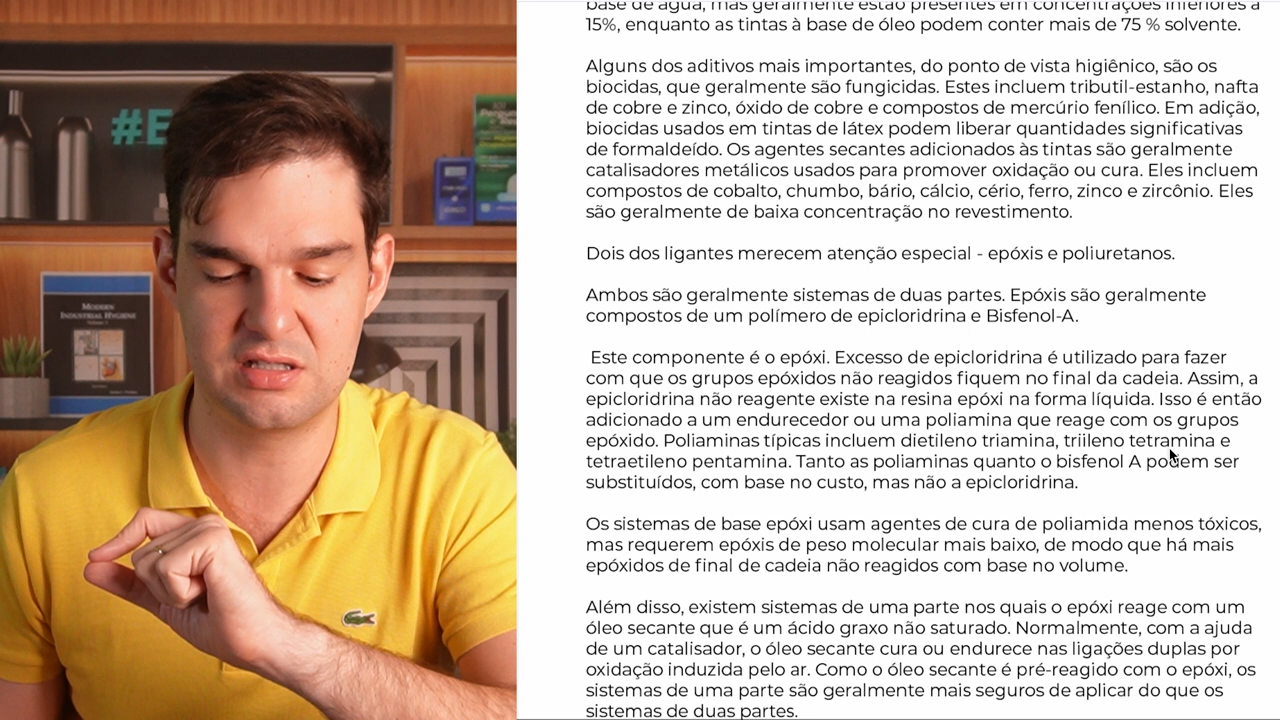 #E
MODERN
INDUSTRIAL HYGIENE
base de água, mas geralmente estão presentes em concentrações inferiores a
15%, enquanto as tintas à base de óleo podem conter mais de 75 % solvente.
Alguns dos aditivos mais importantes, do ponto de vista higiênico, são os
biocidas, que geralmente são fungicidas. Estes incluem tributil-estanho, nafta
de cobre e zinco, óxido de cobre e compostos de mercúrio fenílico. Em adição,
biocidas usados em tintas de látex podem liberar quantidades significativas
de formaldeído. Os agentes secantes adicionados às tintas são geralmente
catalisadores metálicos usados para promover oxidação ou cura. Eles incluem
compostos de cobalto, chumbo, bário, cálcio, cério, ferro, zinco e zircônio. Eles
são geralmente de baixa concentração no revestimento.
Dois dos ligantes merecem atenção especial - epóxis e poliuretanos.
Ambos são geralmente sistemas de duas partes. Epóxis são geralmente
compostos de um polímero de epicloridrina e Bisfenol-A.
Este componente é o epóxi. Excesso de epicloridrina é utilizado para fazer
com que os grupos epóxidos não reagidos fiquem no final da cadeia. Assim, a
epicloridrina não reagente existe na resina epóxi na forma líquida. Isso é então
adicionado a um endurecedor ou uma poliamina que reage com os grupos
epóxido. Poliaminas típicas incluem dietileno triamina, triileno tetramina e
tetraetileno pentamina. Tanto as poliaminas quanto o bisfenol A podem ser
substituídos, com base no custo, mas não a epicloridrina.
Os sistemas de base epóxi usam agentes de cura de poliamida menos tóxicos,
mas requerem epóxis de peso molecular mais baixo, de modo que há mais
epóxidos de final de cadeia não reagidos com base no volume.
Além disso, existem sistemas de uma parte nos quais o epóxi reage com um
óleo secante que é um ácido graxo não saturado. Normalmente, com a ajuda
de um catalisador, o óleo secante cura ou endurece nas ligações duplas por
oxidação induzida pelo ar. Como o óleo secante é pré-reagido com o epóxi, os
sistemas de uma parte são geralmente mais seguros de aplicar do que os
sistemas de duas partes.